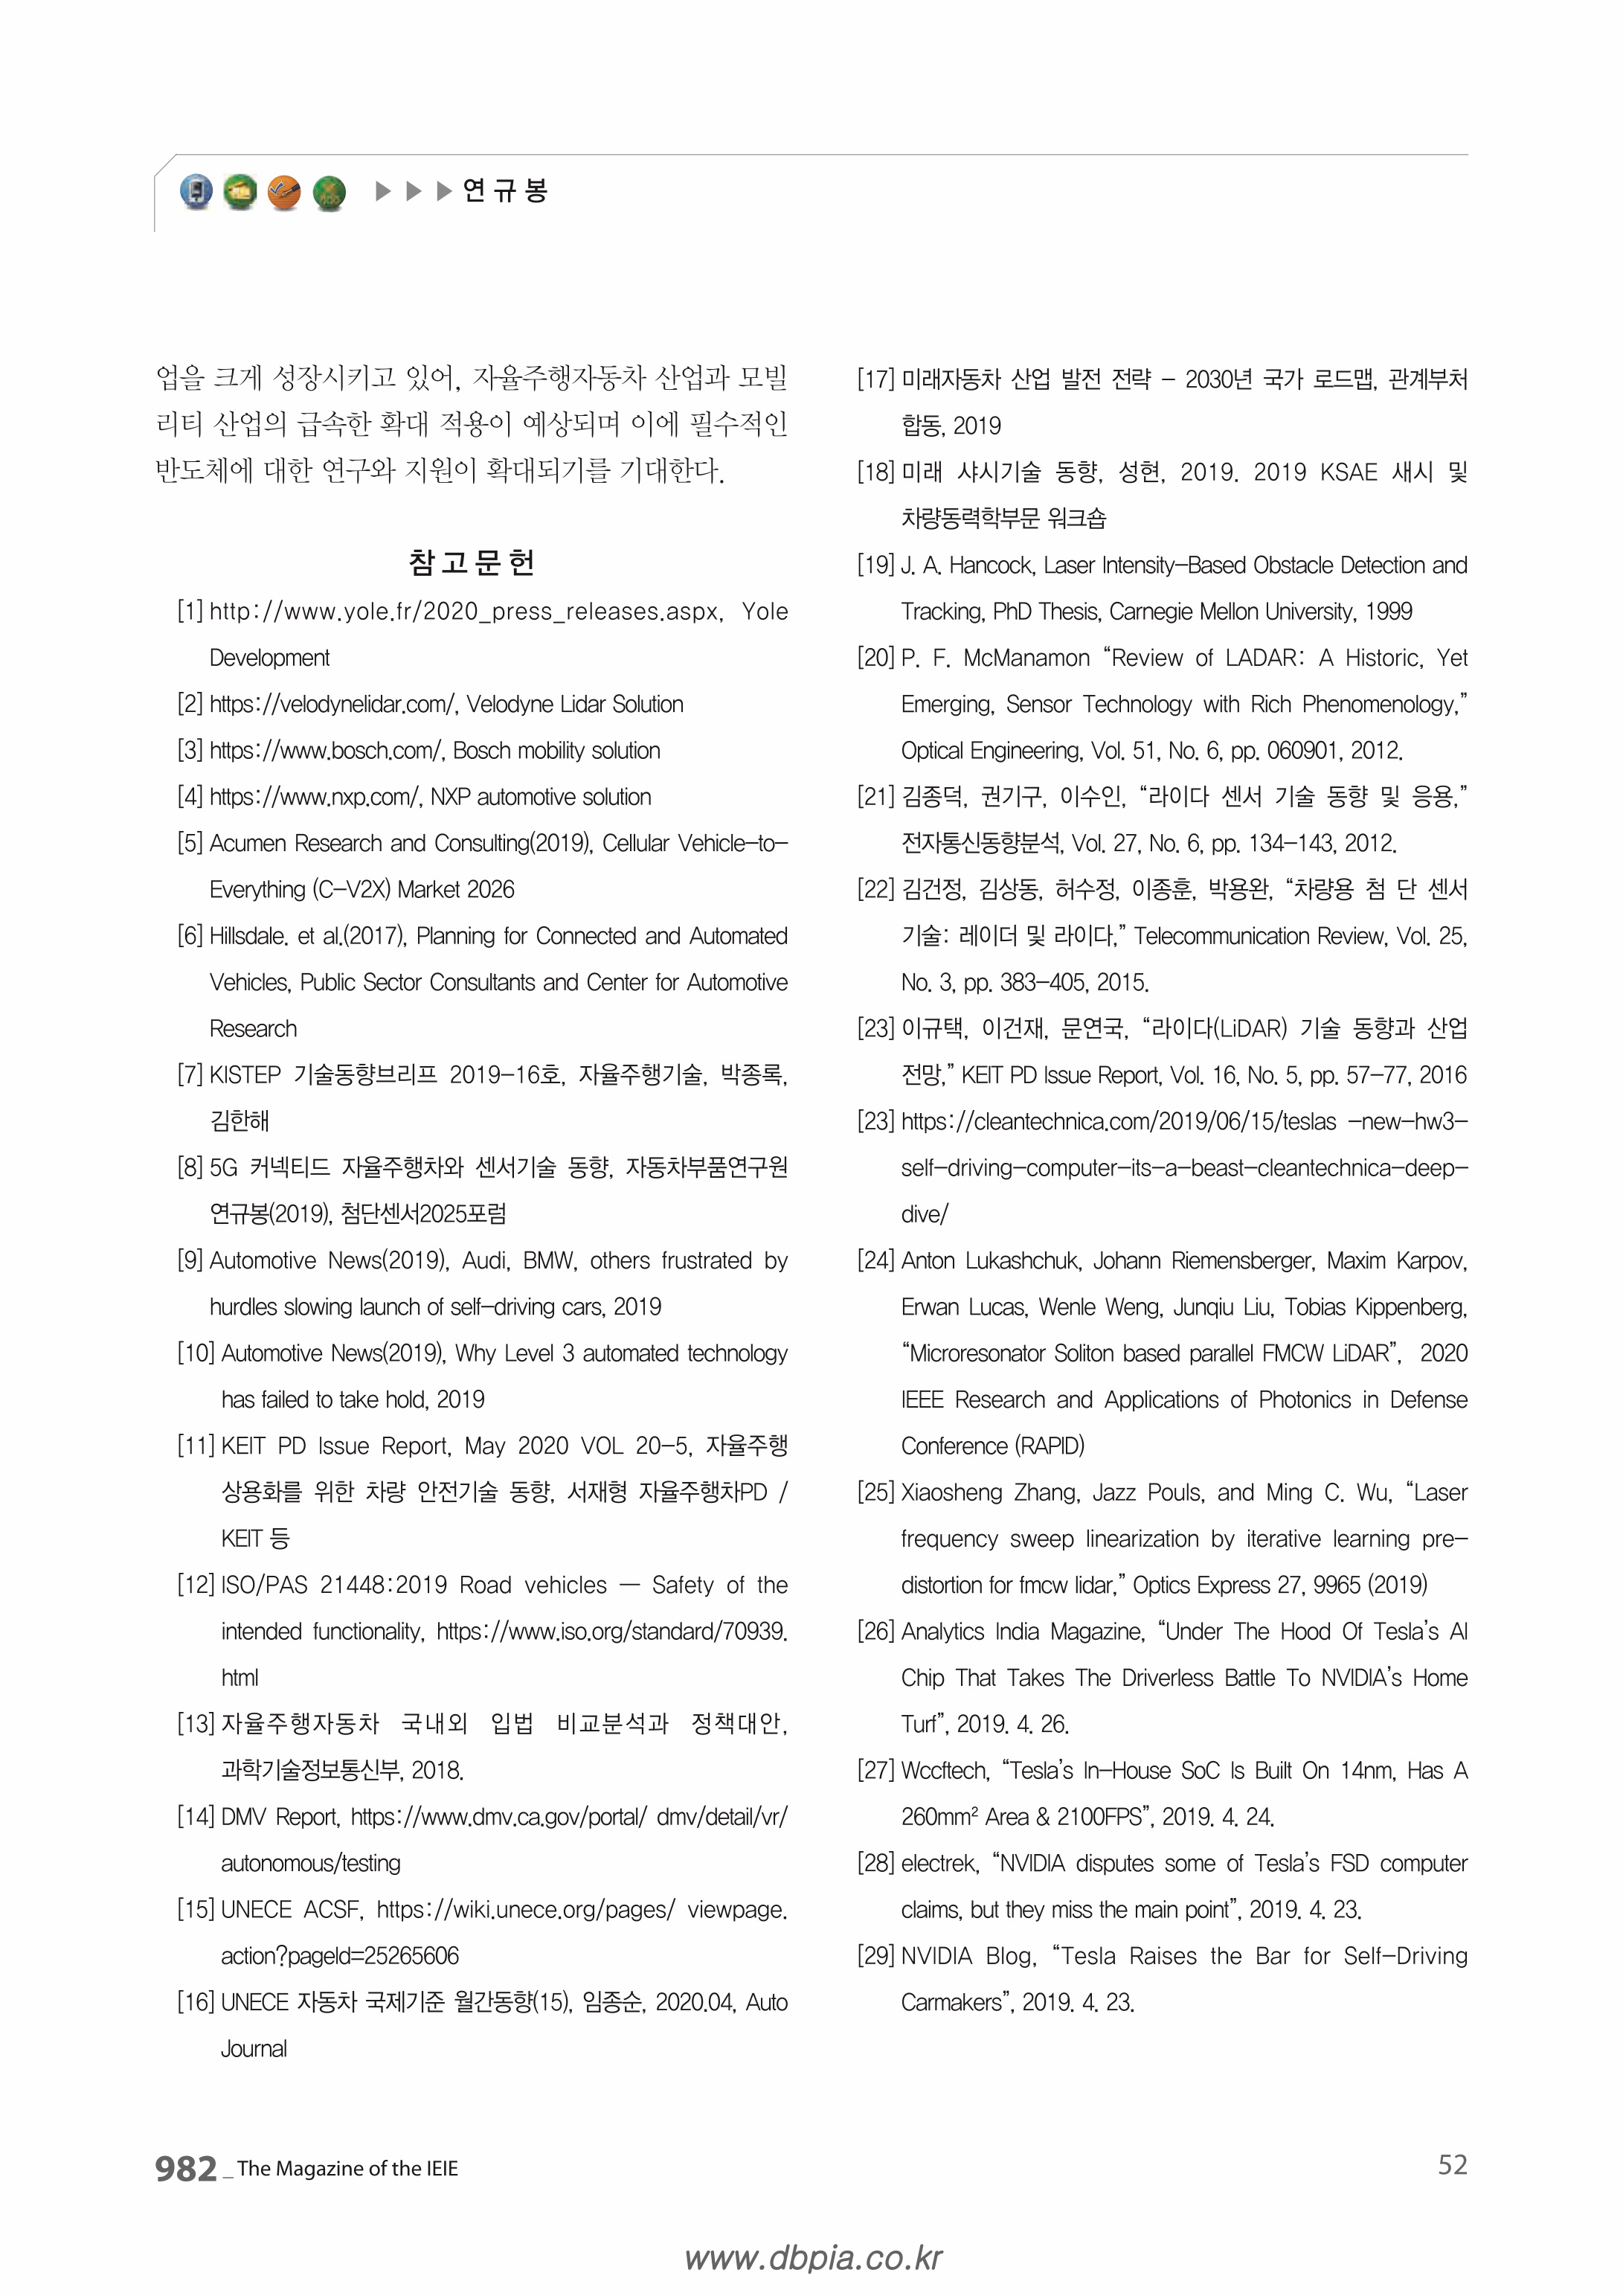 ▶ ▶ ▶ 연 규 봉
업을 크게 성장시키고 있어, 자율주행자동차 산업과 모빌
리티 산업의 급속한 확대 적용이 예상되며 이에 필수적인
반도체에 대한 연구와 지원이 확대되기를 기대한다.
참 고 문 헌
[1] http://www.yole.fr/2020_press_releases.aspx, Yole
Development
[2] https://velodynelidar.com/, Velodyne Lidar Solution
[3] https://www.bosch.com/, Bosch mobility solution
[4] https://www.nxp.com/, NXP automotive solution
[5] Acumen Research and Consulting(2019), Cellular Vehicle-to-
Everything (C-V2X) Market 2026
[6] Hillsdale. et al.(2017), Planning for Connected and Automated
Vehicles, Public Sector Consultants and Center for Automotive
Research
[7] KISTEP 기술동향브리프 2019-16호, 자율주행기술, 박종록,
김한해
[8] 5G 커넥티드 자율주행차와 센서기술 동향, 자동차부품연구원
연규봉(2019), 첨단센서2025포럼
[9] Automotive News(2019), Audi, BMW, others frustrated by
hurdles slowing launch of self-driving cars, 2019
[10] Automotive News(2019), Why Level 3 automated technology
has failed to take hold, 2019
[11] KEIT PD Issue Report, May 2020 VOL 20-5, 자율주행
상용화를 위한 차량 안전기술 동향, 서재형 자율주행차PD /
KEIT 등
[12] ISO/PAS 21448:2019 Road vehicles — Safety of the
intended functionality, https://www.iso.org/standard/70939.
html
[13] 자율주행자동차 국내외 입법 비교분석과 정책대안,
과학기술정보통신부, 2018.
[14] DMV Report, https://www.dmv.ca.gov/portal/ dmv/detail/vr/
autonomous/testing
[15] UNECE ACSF, https://wiki.unece.org/pages/ viewpage.
action?pageId=25265606
[16] UNECE 자동차 국제기준 월간동향(15), 임종순, 2020.04, Auto
Journal
[17] 미래자동차 산업 발전 전략 - 2030년 국가 로드맵, 관계부처
합동, 2019
[18] 미래 샤시기술 동향, 성현, 2019. 2019 KSAE 새시 및
차량동력학부문 워크숍
[19] J. A. Hancock, Laser Intensity-Based Obstacle Detection and
Tracking, PhD Thesis, Carnegie Mellon University, 1999
[20] P. F. McManamon “Review of LADAR: A Historic, Yet
Emerging, Sensor Technology with Rich Phenomenology,”
Optical Engineering, Vol. 51, No. 6, pp. 060901, 2012.
[21] 김종덕, 권기구, 이수인, “라이다 센서 기술 동향 및 응용,”
전자통신동향분석, Vol. 27, No. 6, pp. 134-143, 2012.
[22] 김건정, 김상동, 허수정, 이종훈, 박용완, “차량용 첨 단 센서
기술: 레이더 및 라이다,” Telecommunication Review, Vol. 25,
No. 3, pp. 383-405, 2015.
[23] 이규택, 이건재, 문연국, “라이다(LiDAR) 기술 동향과 산업
전망,” KEIT PD Issue Report, Vol. 16, No. 5, pp. 57-77, 2016
[23] https://cleantechnica.com/2019/06/15/teslas -new-hw3-
self-driving-computer-its-a-beast-cleantechnica-deep-
dive/
[24] Anton Lukashchuk, Johann Riemensberger, Maxim Karpov,
Erwan Lucas, Wenle Weng, Junqiu Liu, Tobias Kippenberg,
“Microresonator Soliton based parallel FMCW LiDAR”, 2020
IEEE Research and Applications of Photonics in Defense
Conference (RAPID)
[25] Xiaosheng Zhang, Jazz Pouls, and Ming C. Wu, “Laser
frequency sweep linearization by iterative learning pre-
distortion for fmcw lidar,” Optics Express 27, 9965 (2019)
[26] Analytics India Magazine, “Under The Hood Of Tesla’s AI
Chip That Takes The Driverless Battle To NVIDIA’s Home
Turf”, 2019. 4. 26.
[27] Wccftech, “Tesla’s In-House SoC Is Built On 14nm, Has A
260mm² Area & 2100FPS”, 2019. 4. 24.
[28] electrek, “NVIDIA disputes some of Tesla’s FSD computer
claims, but they miss the main point”, 2019. 4. 23.
[29] NVIDIA Blog, “Tesla Raises the Bar for Self-Driving
Carmakers”, 2019. 4. 23.
982 _ The Magazine of the IEIE
52
www.dbpia.co.kr